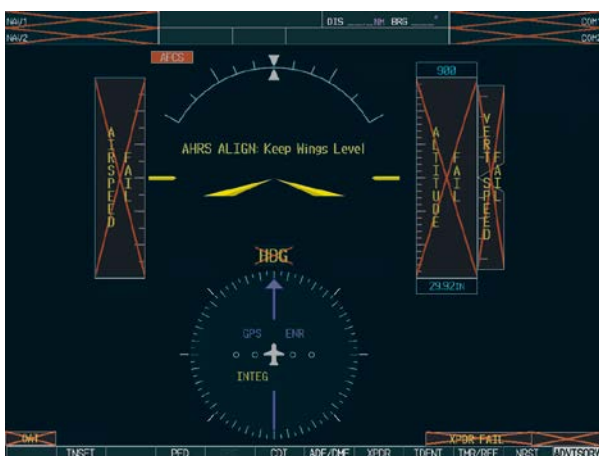 NAV1 DIS ___NM BRG ___° COM1
NAV2 COM2
AFCS
900
AIRSPEED FAIL
ALTITUDE FAIL
VERT SPEED FAIL
AHRS ALIGN: Keep Wings Level
HDG
29.92IN
GPS ENR
INTEG
OAT XPDR FAIL
INSET PFD CDI ADF/DME XPDR IDENT TMR/REF NRST ADVISORY